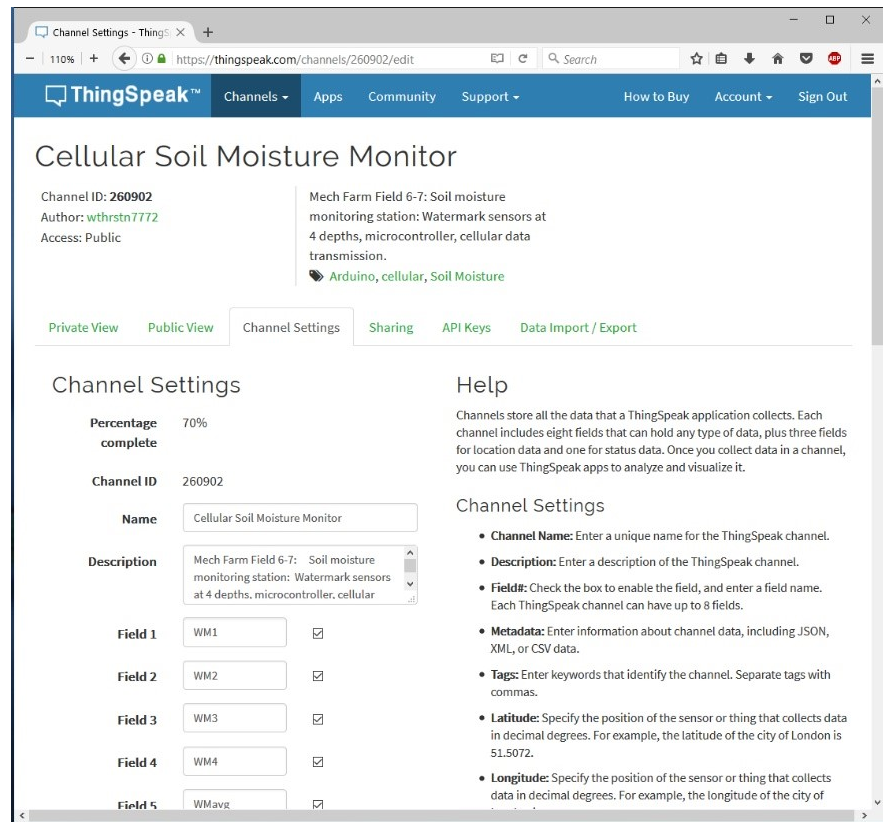 Channel Settings - ThingS
110%
https://thingspeak.com/channels/260902/edit
Search
ABP
ThingSpeak™
Channels
Apps
Community
Support
How to Buy
Account
Sign Out
Cellular Soil Moisture Monitor
Channel ID: 260902
Author: wthrstn7772
Access: Public
Mech Farm Field 6-7: Soil moisture
monitoring station: Watermark sensors at
4 depths, microcontroller, cellular data
transmission.
Arduino, cellular, Soil Moisture
Private View
Public View
Channel Settings
Sharing
API Keys
Data Import / Export
Channel Settings
Percentage
complete
70%
Channel ID
260902
Name
Cellular Soil Moisture Monitor
Description
Mech Farm Field 6-7: Soil moisture
monitoring station: Watermark sensors
at 4 depths, microcontroller, cellular
Field 1
WM1
Field 2
WM2
Field 3
WM3
Field 4
WM4
Field 5
WMavg
Help
Channels store all the data that a ThingSpeak application collects. Each
channel includes eight fields that can hold any type of data, plus three fields
for location data and one for status data. Once you collect data in a channel,
you can use ThingSpeak apps to analyze and visualize it.
Channel Settings
Channel Name: Enter a unique name for the ThingSpeak channel.
Description: Enter a description of the ThingSpeak channel.
Field#: Check the box to enable the field, and enter a field name.
Each ThingSpeak channel can have up to 8 fields.
Metadata: Enter information about channel data, including JSON,
XML, or CSV data.
Tags: Enter keywords that identify the channel. Separate tags with
commas.
Latitude: Specify the position of the sensor or thing that collects data
in decimal degrees. For example, the latitude of the city of London is
51.5072.
Longitude: Specify the position of the sensor or thing that collects
data in decimal degrees. For example, the longitude of the city of